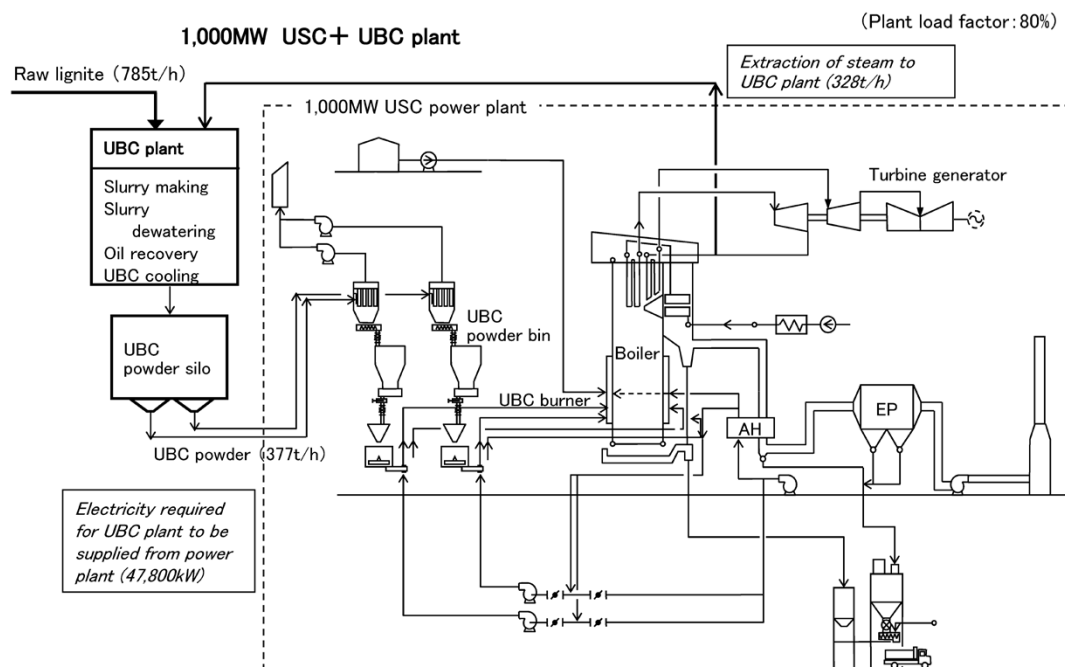 1,000MW USC+ UBC plant
(Plant load factor:80%)
Raw lignite (785t/h)
Extraction of steam to
UBC plant (328t/h)
1,000MW USC power plant
UBC plant
Slurry making
Slurry
dewatering
Oil recovery
UBC cooling
Turbine generator
UBC
powder bin
UBC
powder silo
Boiler
UBC burner
EP
AH
UBC powder (377t/h)
Electricity required
for UBC plant to be
supplied from power
plant (47,800kW)